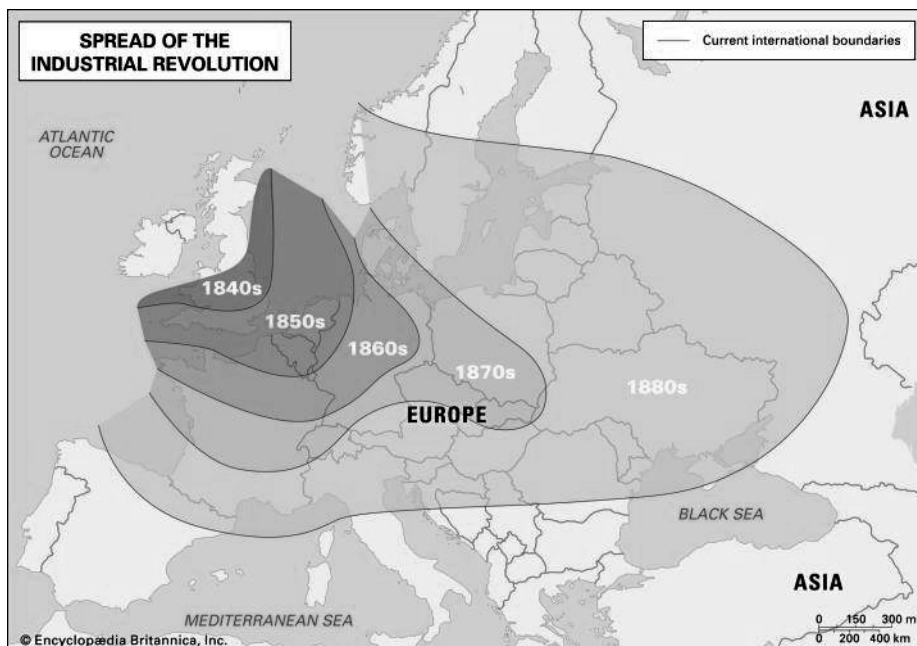 SPREAD OF THE
INDUSTRIAL REVOLUTION
Current international boundaries
ASIA
ATLANTIC
OCEAN
1840s
1850s
1860s
1870s
1880s
EUROPE
BLACK SEA
ASIA
MEDITERRANEAN SEA
0 150 300 m
0 200 400 km
© Encyclopædia Britannica, Inc.